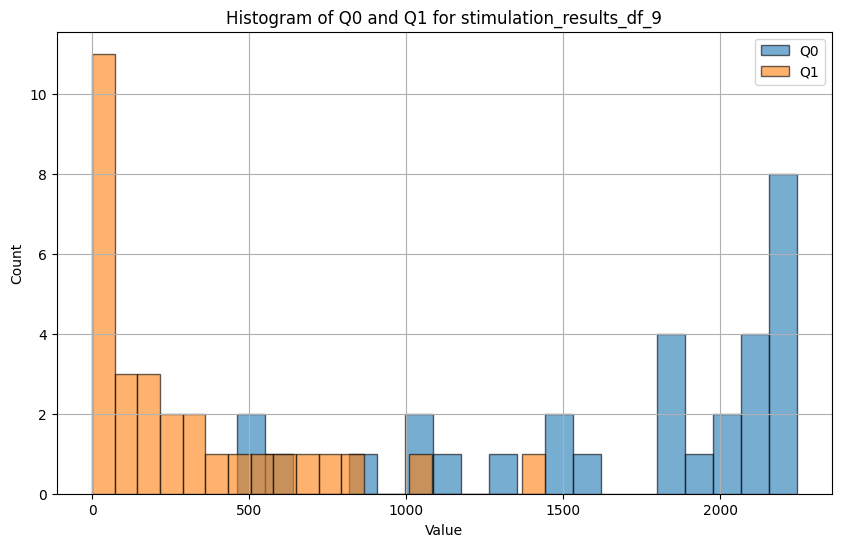 Histogram of Q0 and Q1 for stimulation_results_df_9
Q0
Q1
10
8
6
4
2
0
Count
0 500 1000 1500 2000
Value